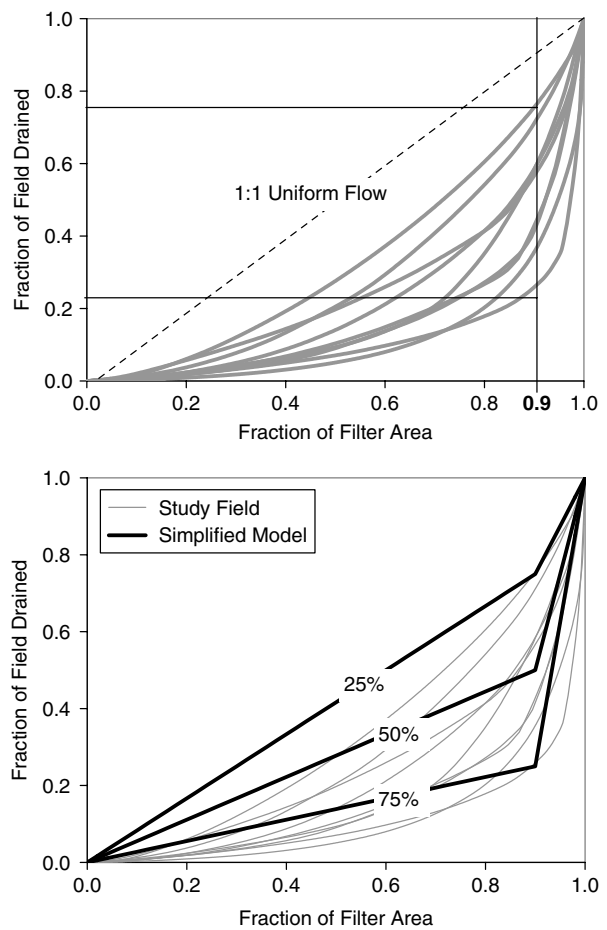 1.0
0.8
0.6
0.4
0.2
0.0
Fraction of Field Drained
1:1 Uniform Flow
0.0 0.2 0.4 0.6 0.8 0.9 1.0
Fraction of Filter Area
1.0
0.8
0.6
0.4
0.2
0.0
Fraction of Field Drained
Study Field
Simplified Model
25%
50%
75%
0.0 0.2 0.4 0.6 0.8 1.0
Fraction of Filter Area